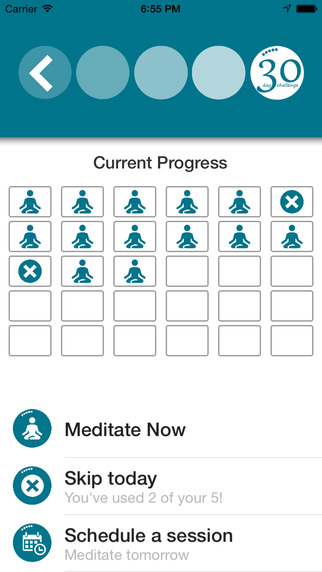 Carrier 6:55 PM
30
day challenge
Current Progress
Meditate Now
Skip today
You've used 2 of your 5!
Schedule a session
Meditate tomorrow